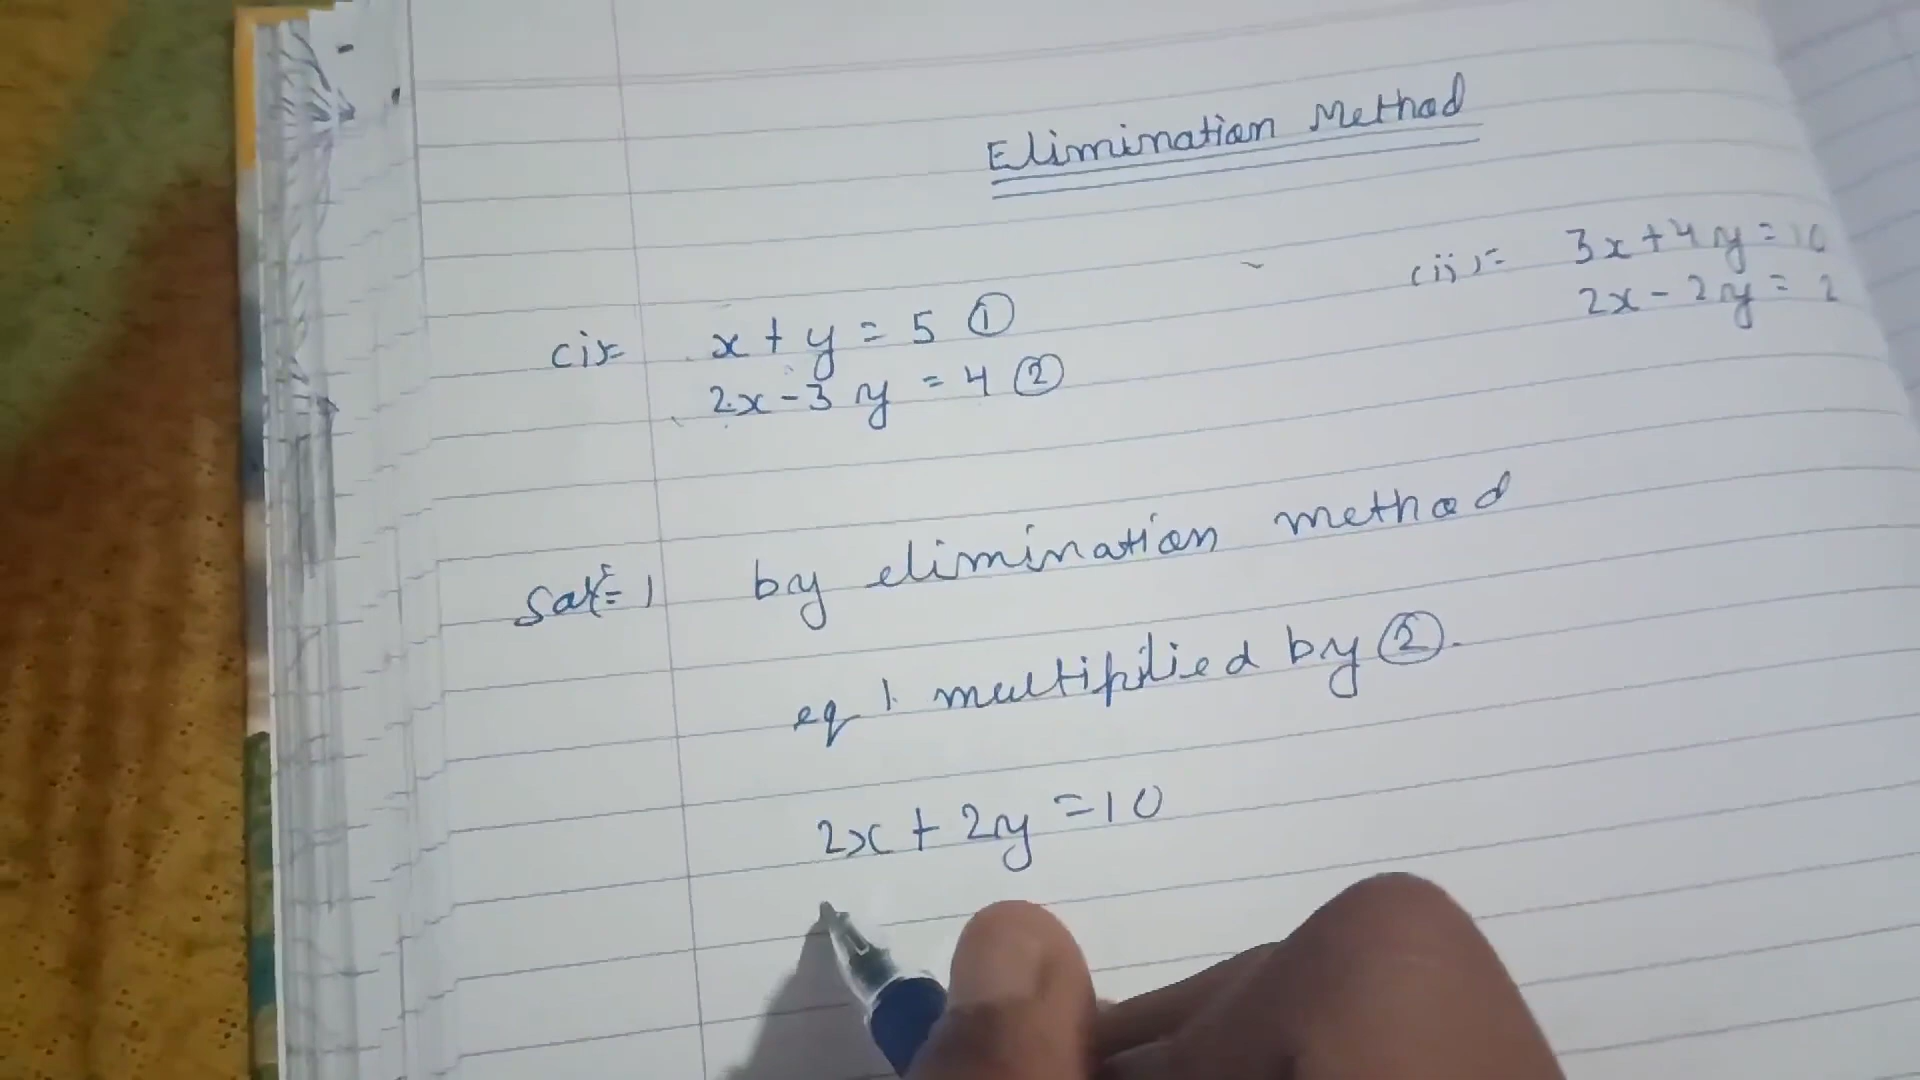 Elimination Method
(i)= x + y = 5 ①
2x - 3y = 4 ②
(ii)= 3x + 4y = 10
2x - 2y = 2
by elimination method
eq 1. multiplied by ②.
2x + 2y = 10